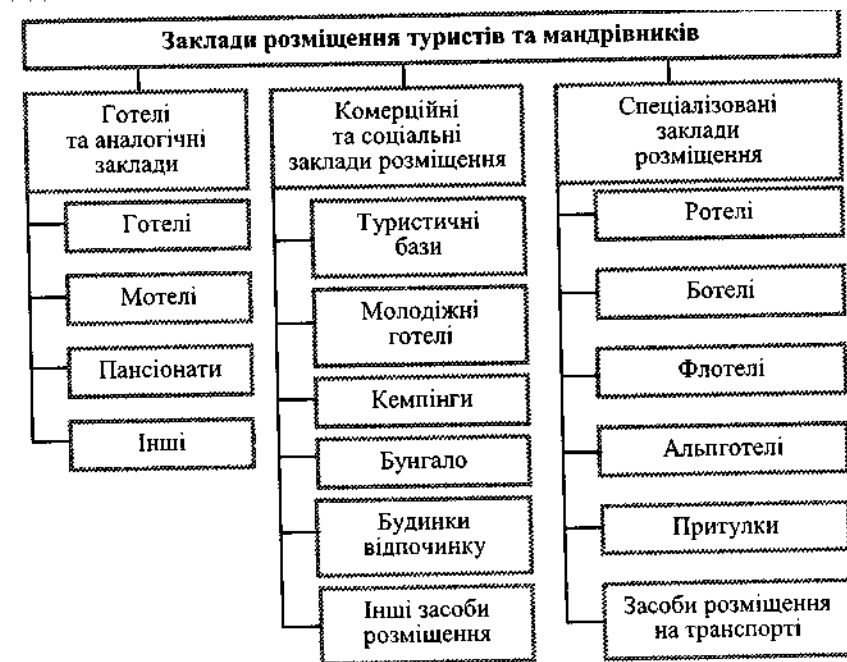 Заклади розміщення туристів та мандрівників
Готелі
та аналогічні
заклади
Готелі
Мотелі
Пансіонати
Інші
Комерційні
та соціальні
заклади розміщення
Туристичні
бази
Молодіжні
готелі
Кемпінги
Бунгало
Будинки
відпочинку
Інші засоби
розміщення
Спеціалізовані
заклади
розміщення
Ротелі
Ботелі
Флотелі
Альпготелі
Притулки
Засоби розміщення
на транспорті